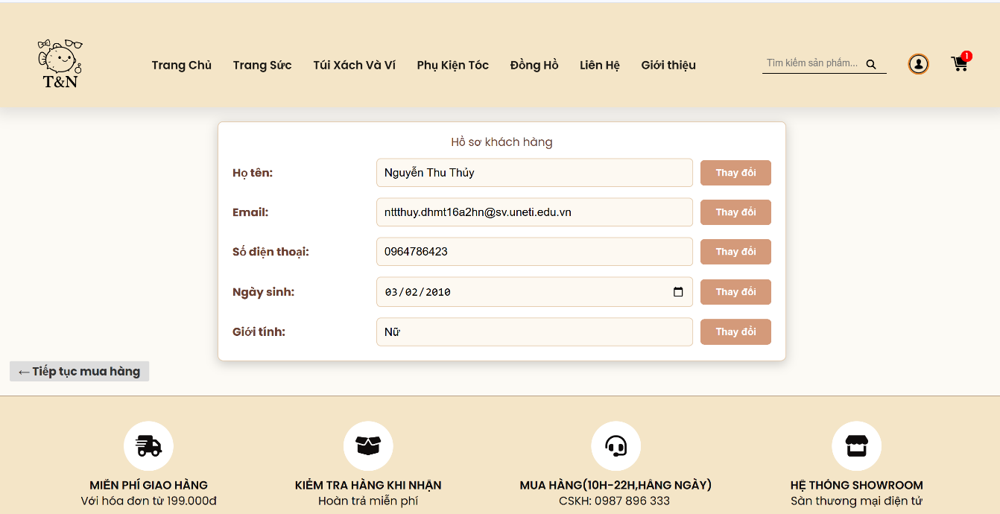 T&N
Trang Chủ Trang Sức Túi Xách Và Ví Phụ Kiện Tóc Đồng Hồ Liên Hệ Giới thiệu
Tìm kiếm sản phẩm...
1
Hồ sơ khách hàng
Họ tên: Nguyễn Thu Thủy Thay đổi
Email: nttthuy.dhmt16a2hn@sv.uneti.edu.vn Thay đổi
Số điện thoại: 0964786423 Thay đổi
Ngày sinh: 03/02/2010 Thay đổi
Giới tính: Nữ Thay đổi
← Tiếp tục mua hàng
MIỄN PHÍ GIAO HÀNG
Với hóa đơn từ 199.000đ
KIỂM TRA HÀNG KHI NHẬN
Hoàn trả miễn phí
MUA HÀNG(10H-22H,HẰNG NGÀY)
CSKH: 0987 896 333
HỆ THỐNG SHOWROOM
Sàn thương mại điện tử